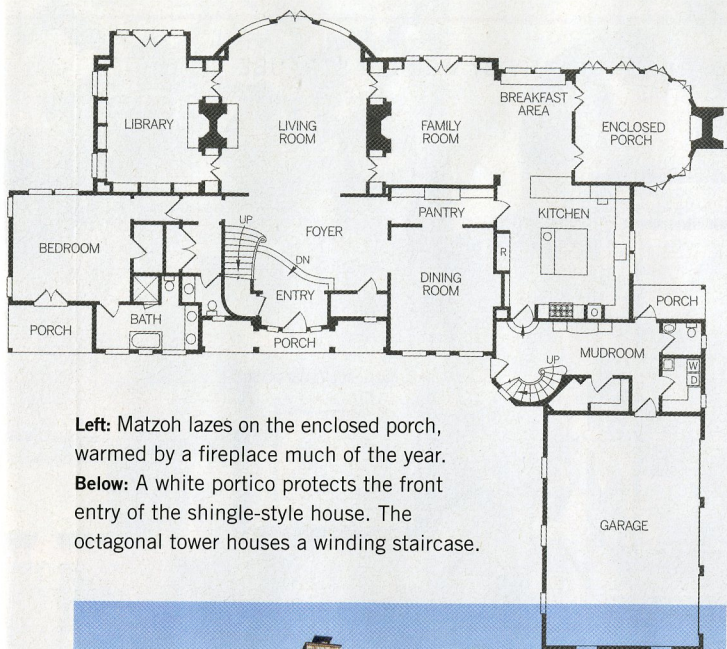 LIBRARY
LIVING
ROOM
FAMILY
ROOM
BREAKFAST
AREA
ENCLOSED
PORCH
BEDROOM
UP
FOYER
PANTRY
KITCHEN
DN
ENTRY
DINING
ROOM
R
PORCH
BATH
PORCH
PORCH
MUDROOM
UP
W
D
GARAGE
Left: Matzoh lazes on the enclosed porch,
warmed by a fireplace much of the year.
Below: A white portico protects the front
entry of the shingle-style house. The
octagonal tower houses a winding staircase.